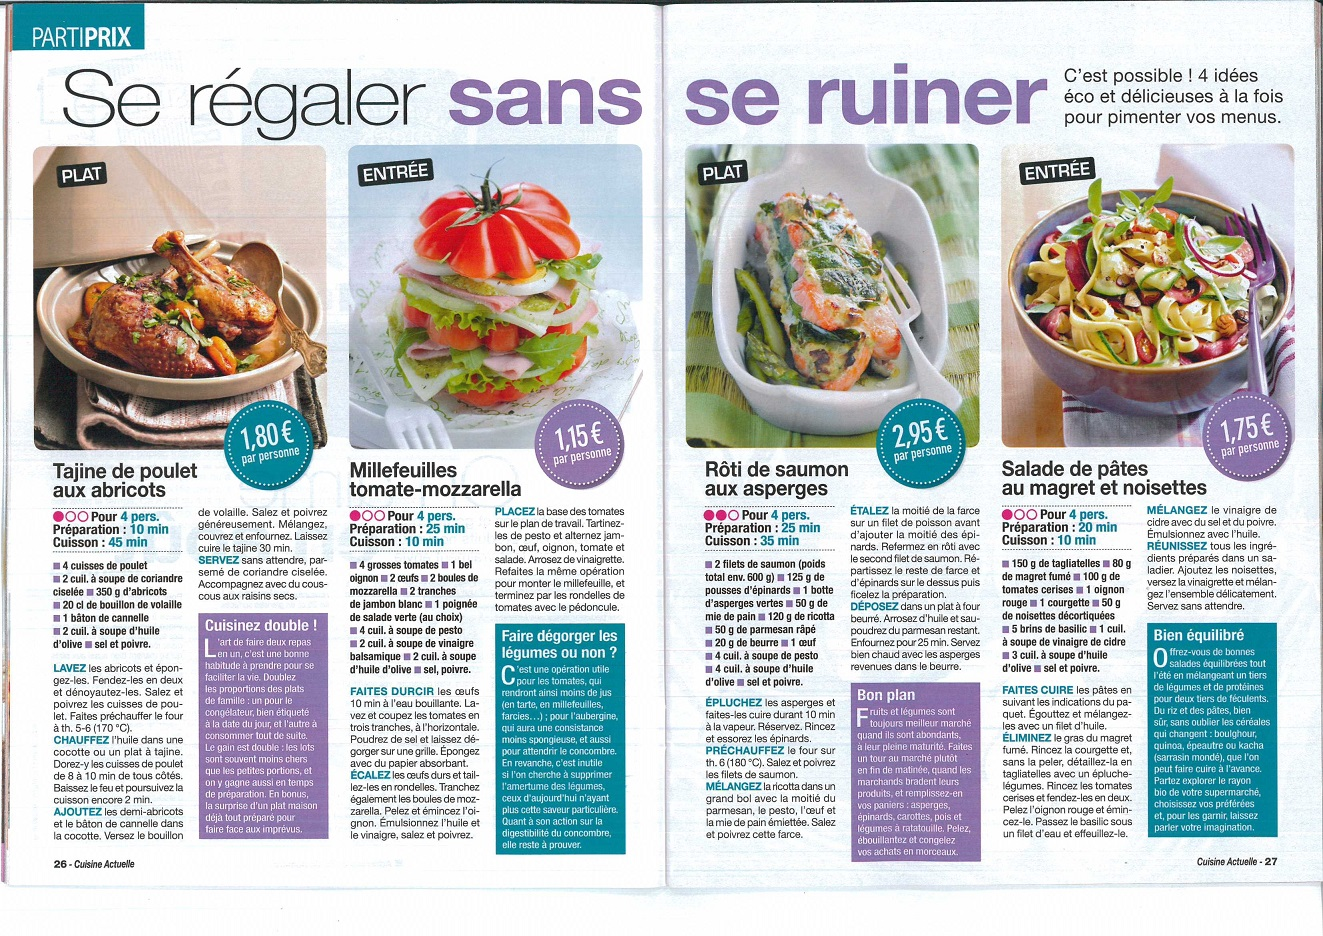 PARTIPRIX
Se régaler sans se ruiner
C'est possible ! 4 idées
éco et délicieuses à la fois
pour pimenter vos menus.
PLAT
1,80 €
par personne
Tajine de poulet
aux abricots
Pour 4 pers.
Préparation : 10 min
Cuisson : 45 min
■ 4 cuisses de poulet
■ 2 cuil. à soupe de coriandre
ciselée ■ 350 g d'abricots
■ 20 cl de bouillon de volaille
■ 1 bâton de cannelle
■ 2 cuil. à soupe d'huile
d'olive ■ sel et poivre.
LAVEZ les abricots et épon-
gez-les. Fendez-les en deux
et dénoyautez-les. Salez et
poivrez les cuisses de pou-
let. Faites préchauffer le four
à th. 5-6 (170 °C).
CHAUFFEZ l'huile dans une
cocotte ou un plat à tajine.
Dorez-y les cuisses de poulet
de 8 à 10 min de tous côtés.
Baissez le feu et poursuivez la
cuisson encore 2 min.
AJOUTEZ les demi-abricots
et le bâton de cannelle dans
la cocotte. Versez le bouillon
de volaille. Salez et poivrez
généreusement. Mélangez,
couvrez et enfournez. Laissez
cuire le tajine 30 min.
SERVEZ sans attendre, par-
semé de coriandre ciselée.
Accompagnez avec du cous-
cous aux raisins secs.
Cuisinez double !
L'art de faire deux repas
en un, c'est une bonne
habitude à prendre pour se
faciliter la vie. Doublez
les proportions des plats
de famille : un pour le
congélateur, bien étiqueté
à la date du jour, et l'autre à
consommer tout de suite.
Le gain est double : les lots
sont souvent moins chers
que les petites portions, et
on y gagne aussi en temps
de préparation. En bonus,
la surprise d'un plat maison
déjà tout préparé pour
faire face aux imprévus.
ENTRÉE
1,15 €
par personne
Millefeuilles
tomate-mozzarella
Pour 4 pers.
Préparation : 25 min
Cuisson : 10 min
■ 4 grosses tomates ■ 1 bel
oignon ■ 2 œufs ■ 2 boules de
mozzarella ■ 2 tranches
de jambon blanc ■ 1 poignée
de salade verte (au choix)
■ 4 cuil. à soupe de pesto
■ 2 cuil. à soupe de vinaigre
balsamique ■ 2 cuil. à soupe
d'huile d'olive ■ sel, poivre.
FAITES DURCIR les œufs
10 min à l'eau bouillante. La-
vez et coupez les tomates en
trois tranches, à l'horizontale.
Poudrez de sel et laissez dé-
gorger sur une grille. Épongez
avec du papier absorbant.
ÉCALEZ les œufs durs et tail-
lez-les en rondelles. Tranchez
également les boules de moz-
zarella. Pelez et émincez l'oi-
gnon. Émulsionnez l'huile et
le vinaigre, salez et poivrez.
PLACEZ la base des tomates
sur le plan de travail. Tartinez-
les de pesto et alternez jam-
bon, œuf, oignon, tomate et
salade. Arrosez de vinaigrette.
Refaites la même opération
pour monter le millefeuille, et
terminez par les rondelles de
tomates avec le pédoncule.
Faire dégorger les
légumes ou non ?
C'est une opération utile
pour les tomates, qui
rendront ainsi moins de jus
(en tarte, en millefeuilles,
farcies…) ; pour l'aubergine,
qui aura une consistance
moins spongieuse, et aussi
pour attendrir le concombre.
En revanche, c'est inutile
si l'on cherche à supprimer
l'amertume des légumes,
ceux d'aujourd'hui n'ayant
plus cette saveur particulière.
Quant à son action sur la
digestibilité du concombre,
elle reste à prouver.
26 - Cuisine Actuelle
PLAT
2,95 €
par personne
Rôti de saumon
aux asperges
Pour 4 pers.
Préparation : 25 min
Cuisson : 35 min
■ 2 filets de saumon (poids
total env. 600 g) ■ 125 g de
pousses d'épinards ■ 1 botte
d'asperges vertes ■ 50 g de
mie de pain ■ 120 g de ricotta
■ 50 g de parmesan râpé
■ 20 g de beurre ■ 1 œuf
■ 4 cuil. à soupe de pesto
■ 4 cuil. à soupe d'huile
d'olive ■ sel et poivre.
ÉPLUCHEZ les asperges et
faites-les cuire durant 10 min
à la vapeur. Réservez. Rincez
et essorez les épinards.
PRÉCHAUFFEZ le four sur
th. 6 (180 °C). Salez et poivrez
les filets de saumon.
MÉLANGEZ la ricotta dans un
grand bol avec la moitié du
parmesan, le pesto, l'œuf et
la mie de pain émiettée. Salez
et poivrez cette farce.
ÉTALEZ la moitié de la farce
sur un filet de poisson avant
d'ajouter la moitié des épi-
nards. Refermez en rôti avec
le second filet de saumon. Ré-
partissez le reste de farce et
d'épinards sur le dessus puis
ficelez la préparation.
DÉPOSEZ dans un plat à four
beurré. Arrosez d'huile et sau-
poudrez du parmesan restant.
Enfournez pour 25 min. Servez
bien chaud avec les asperges
revenues dans le beurre.
Bon plan
Fruits et légumes sont
toujours meilleur marché
quand ils sont abondants,
à leur pleine maturité. Faites
un tour au marché plutôt
en fin de matinée, quand les
marchands bradent leurs
produits, et remplissez-en
vos paniers : asperges,
épinards, carottes, pois et
légumes à ratatouille. Pelez,
ébouillantez et congelez
vos achats en morceaux.
ENTRÉE
1,75 €
par personne
Salade de pâtes
au magret et noisettes
Pour 4 pers.
Préparation : 20 min
Cuisson : 10 min
■ 150 g de tagliatelles ■ 80 g
de magret fumé ■ 100 g de
tomates cerises ■ 1 oignon
rouge ■ 1 courgette ■ 50 g
de noisettes décortiquées
■ 5 brins de basilic ■ 1 cuil.
à soupe de vinaigre de cidre
■ 3 cuil. à soupe d'huile
d'olive ■ sel et poivre.
FAITES CUIRE les pâtes en
suivant les indications du pa-
quet. Égouttez et mélangez-
les avec un filet d'huile.
ÉLIMINEZ le gras du magret
fumé. Rincez la courgette et,
sans la peler, détaillez-la en
tagliatelles avec un épluche-
légumes. Rincez les tomates
cerises et fendez-les en deux.
Pelez l'oignon rouge et émin-
cez-le. Passez le basilic sous
un filet d'eau et effeuillez-le.
MÉLANGEZ le vinaigre de
cidre avec du sel et du poivre.
Émulsionnez avec l'huile.
RÉUNISSEZ tous les ingré-
dients préparés dans un sa-
ladier. Ajoutez les noisettes,
versez la vinaigrette et mélan-
gez l'ensemble délicatement.
Servez sans attendre.
Bien équilibré
Offrez-vous de bonnes
salades équilibrées tout
l'été en mélangeant un tiers
de légumes et de protéines
pour deux tiers de féculents.
Du riz et des pâtes, bien
sûr, sans oublier les céréales
qui changent : boulghour,
quinoa, épeautre ou kacha
(sarrasin mondé), que l'on
peut faire cuire à l'avance.
Partez explorer le rayon
bio de votre supermarché,
choisissez vos préférées
et, pour les garnir, laissez
parler votre imagination.
Cuisine Actuelle - 27